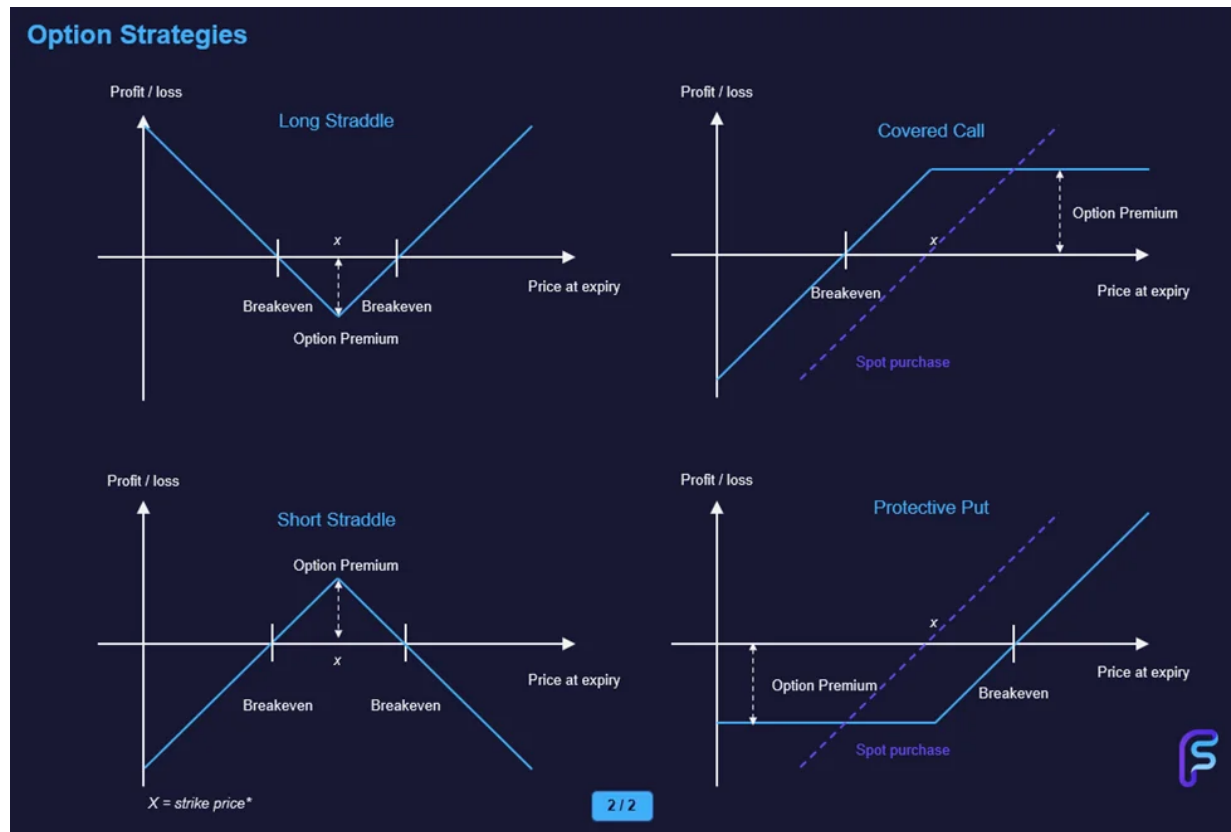 Option Strategies
Profit / loss
Long Straddle
x
Breakeven
Breakeven
Option Premium
Price at expiry
Profit / loss
Covered Call
Option Premium
x
Breakeven
Price at expiry
Spot purchase
Profit / loss
Short Straddle
Option Premium
x
Breakeven
Breakeven
Price at expiry
Profit / loss
Protective Put
x
Option Premium
Breakeven
Price at expiry
Spot purchase
X = strike price*
2 / 2
FS